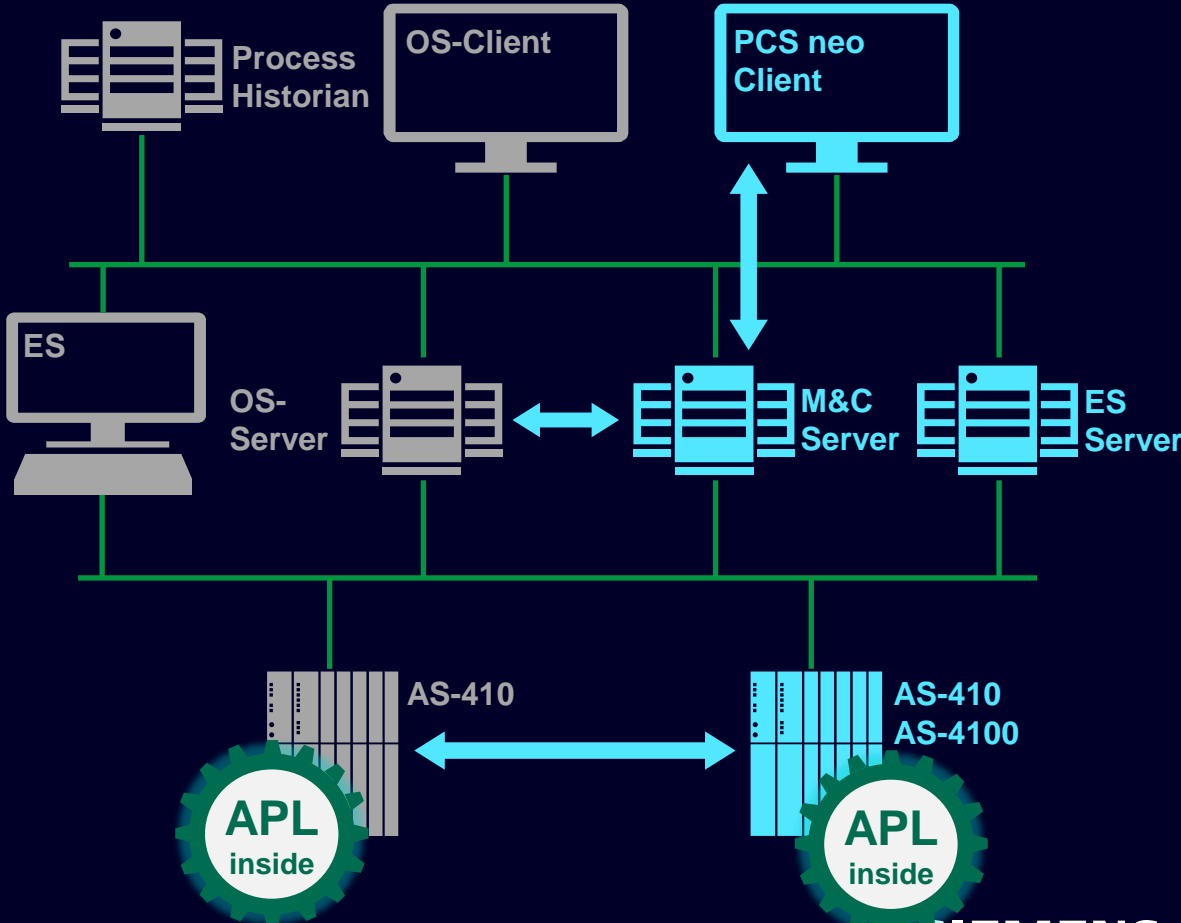 Process
Historian
OS-Client
PCS neo
Client
ES
OS-
Server
M&C
Server
ES
Server
AS-410
AS-410
AS-4100
APL
inside
APL
inside